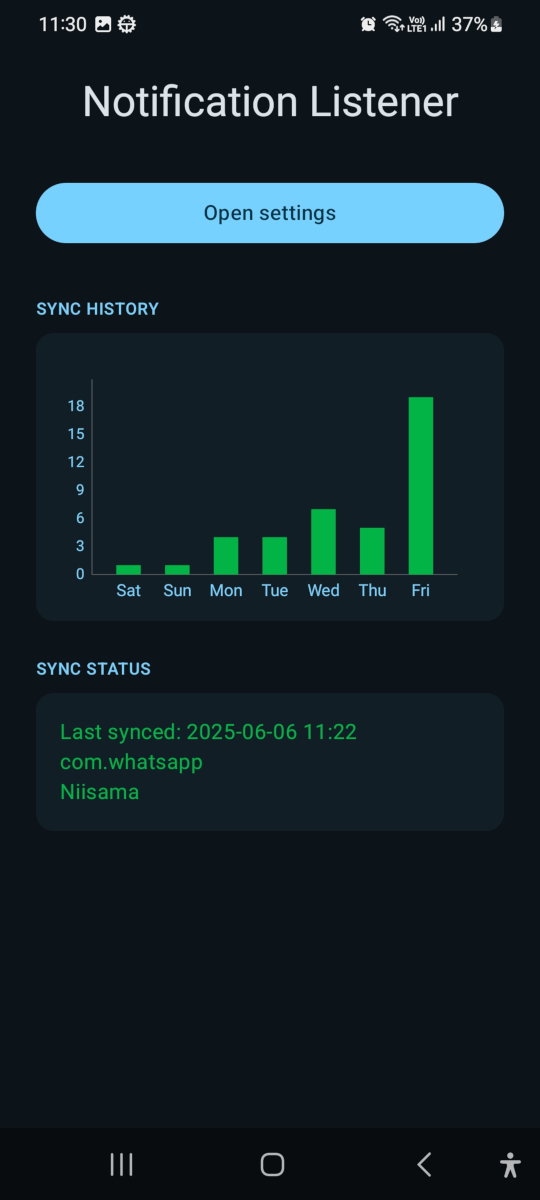 11:30
Vo)) LTE1 37%
Notification Listener
Open settings
SYNC HISTORY
18
15
12
9
6
3
0
Sat Sun Mon Tue Wed Thu Fri
SYNC STATUS
Last synced: 2025-06-06 11:22
com.whatsapp
Niisama